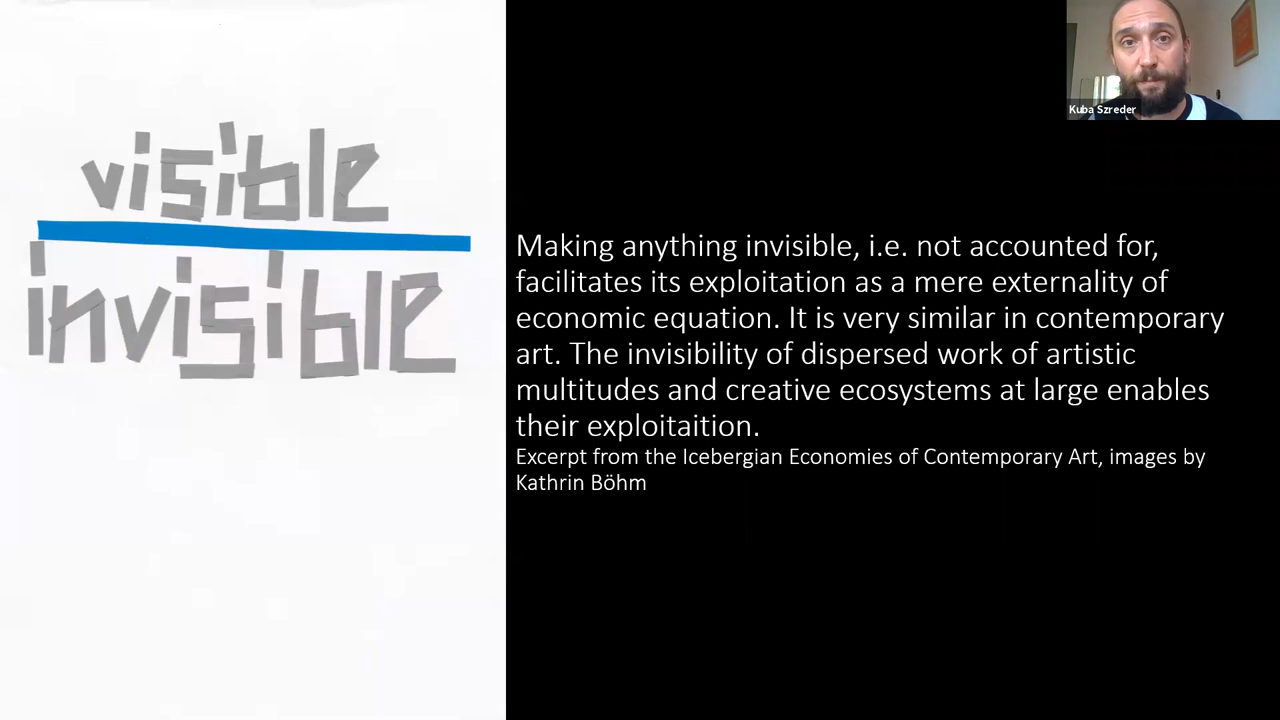 visible
invisible
Kuba Szreder
Making anything invisible, i.e. not accounted for,
facilitates its exploitation as a mere externality of
economic equation. It is very similar in contemporary
art. The invisibility of dispersed work of artistic
multitudes and creative ecosystems at large enables
their exploitaition.
Excerpt from the Icebergian Economies of Contemporary Art, images by
Kathrin Böhm